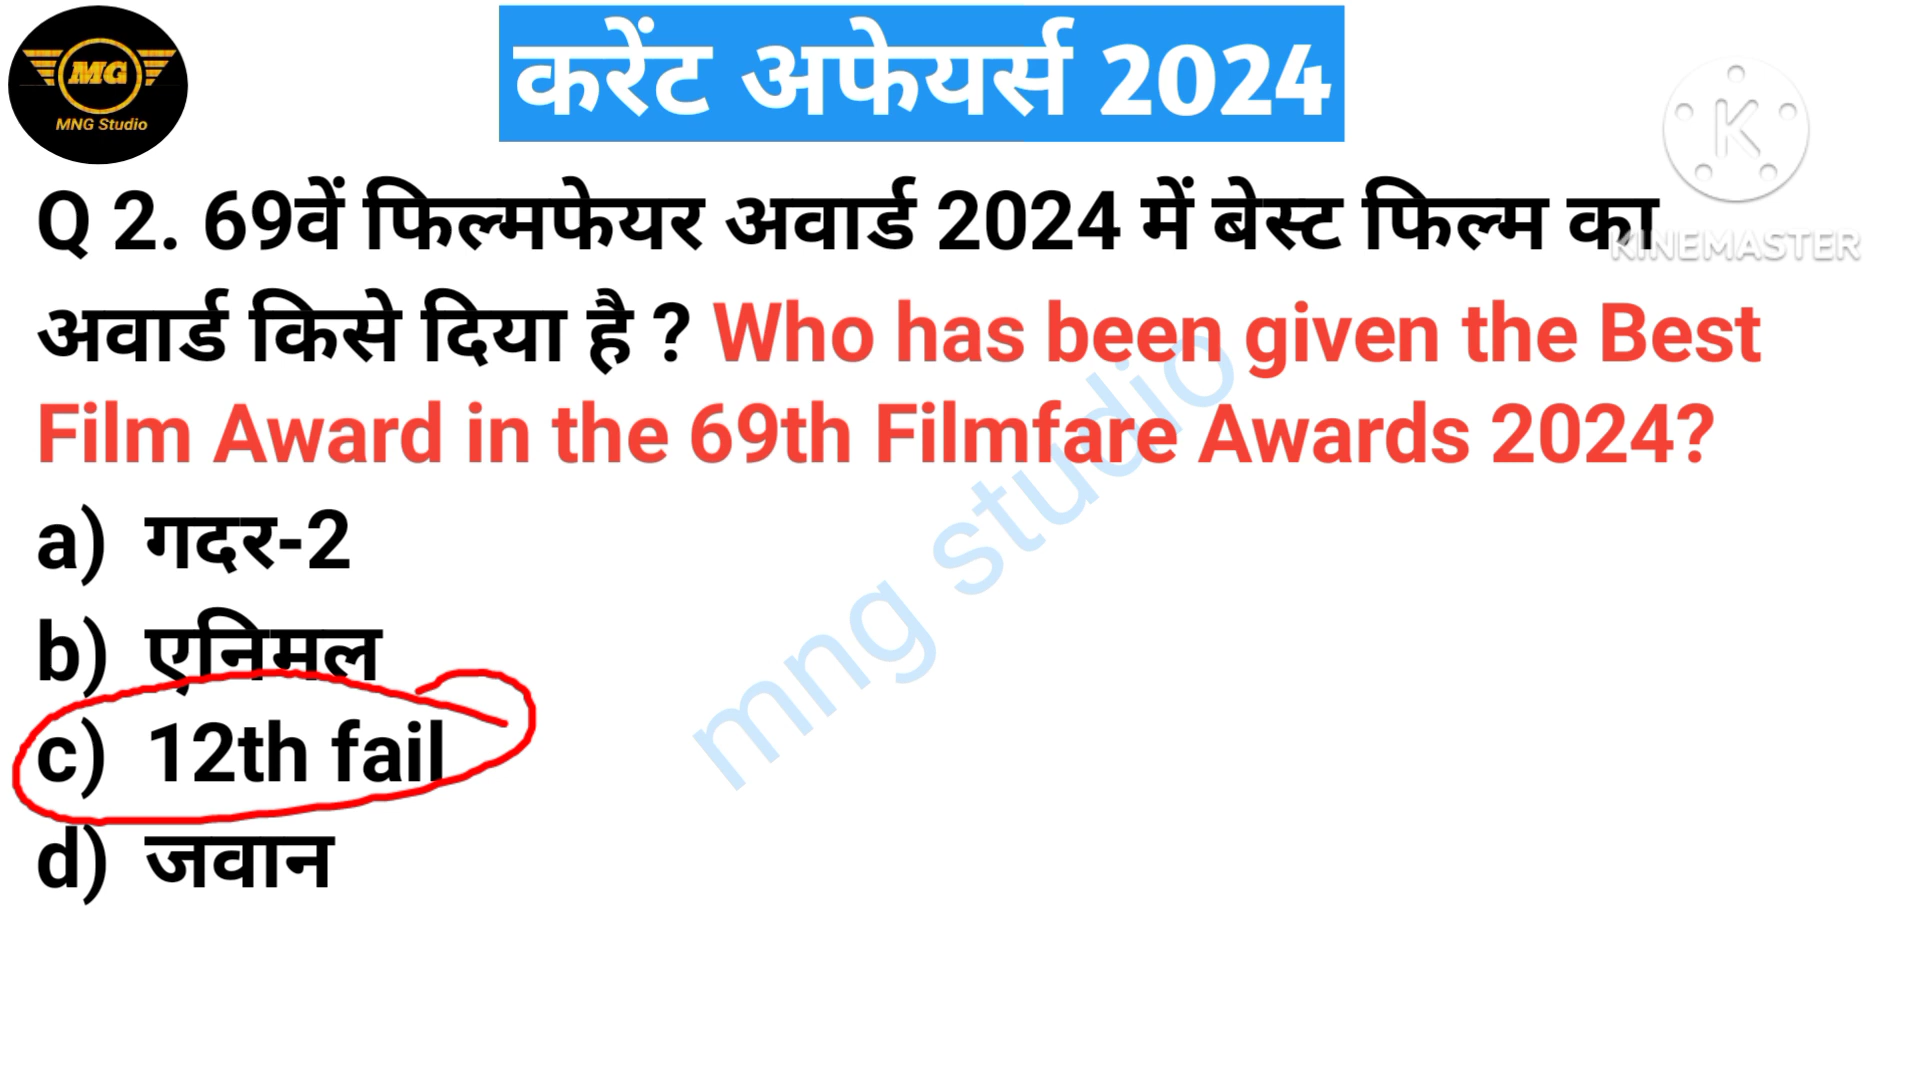 MG
MNG Studio
करेंट अफेयर्स 2024
K
KINEMASTER
Q 2. 69वें फिल्मफेयर अवार्ड 2024 में बेस्ट फिल्म का
अवार्ड किसे दिया है ? Who has been given the Best
Film Award in the 69th Filmfare Awards 2024?
a) गदर-2
b) एनिमल
c) 12th fail
d) जवान
mng studio